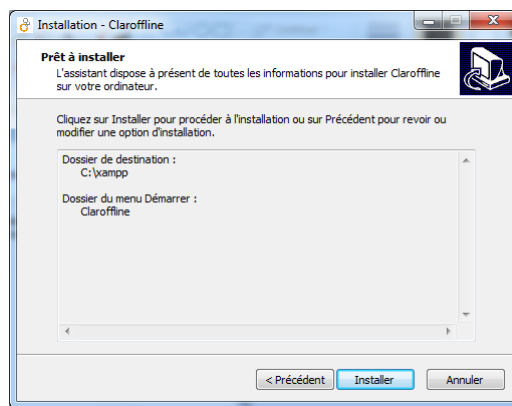 Installation - Claroffline
Prêt à installer
L'assistant dispose à présent de toutes les informations pour installer Claroffline
sur votre ordinateur.
Cliquez sur Installer pour procéder à l'installation ou sur Précédent pour revoir ou
modifier une option d'installation.
Dossier de destination :
C:\xampp
Dossier du menu Démarrer :
Claroffline
< Précédent
Installer
Annuler